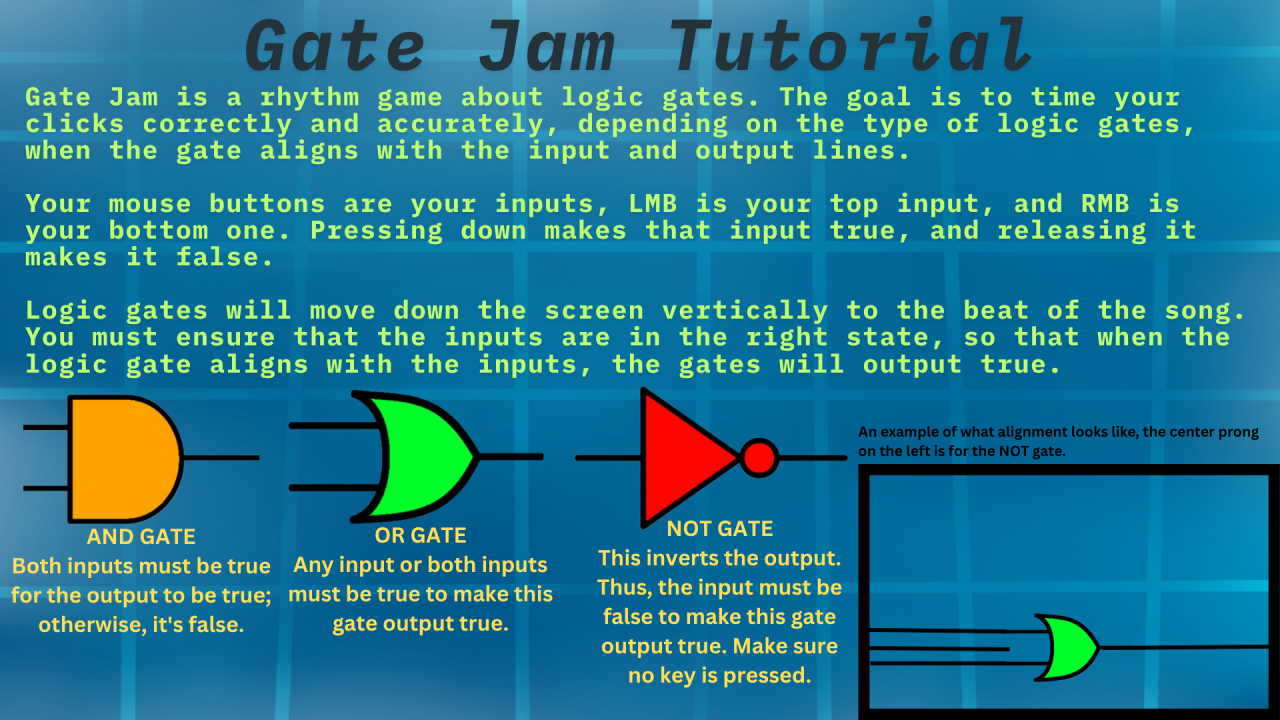 Gate Jam Tutorial
Gate Jam is a rhythm game about logic gates. The goal is to time your
clicks correctly and accurately, depending on the type of logic gates,
when the gate aligns with the input and output lines.
Your mouse buttons are your inputs, LMB is your top input, and RMB is
your bottom one. Pressing down makes that input true, and releasing it
makes it false.
Logic gates will move down the screen vertically to the beat of the song.
You must ensure that the inputs are in the right state, so that when the
logic gate aligns with the inputs, the gates will output true.
AND GATE
Both inputs must be true
for the output to be true;
otherwise, it's false.
OR GATE
Any input or both inputs
must be true to make this
gate output true.
NOT GATE
This inverts the output.
Thus, the input must be
false to make this gate
output true. Make sure
no key is pressed.
An example of what alignment looks like, the center prong
on the left is for the NOT gate.